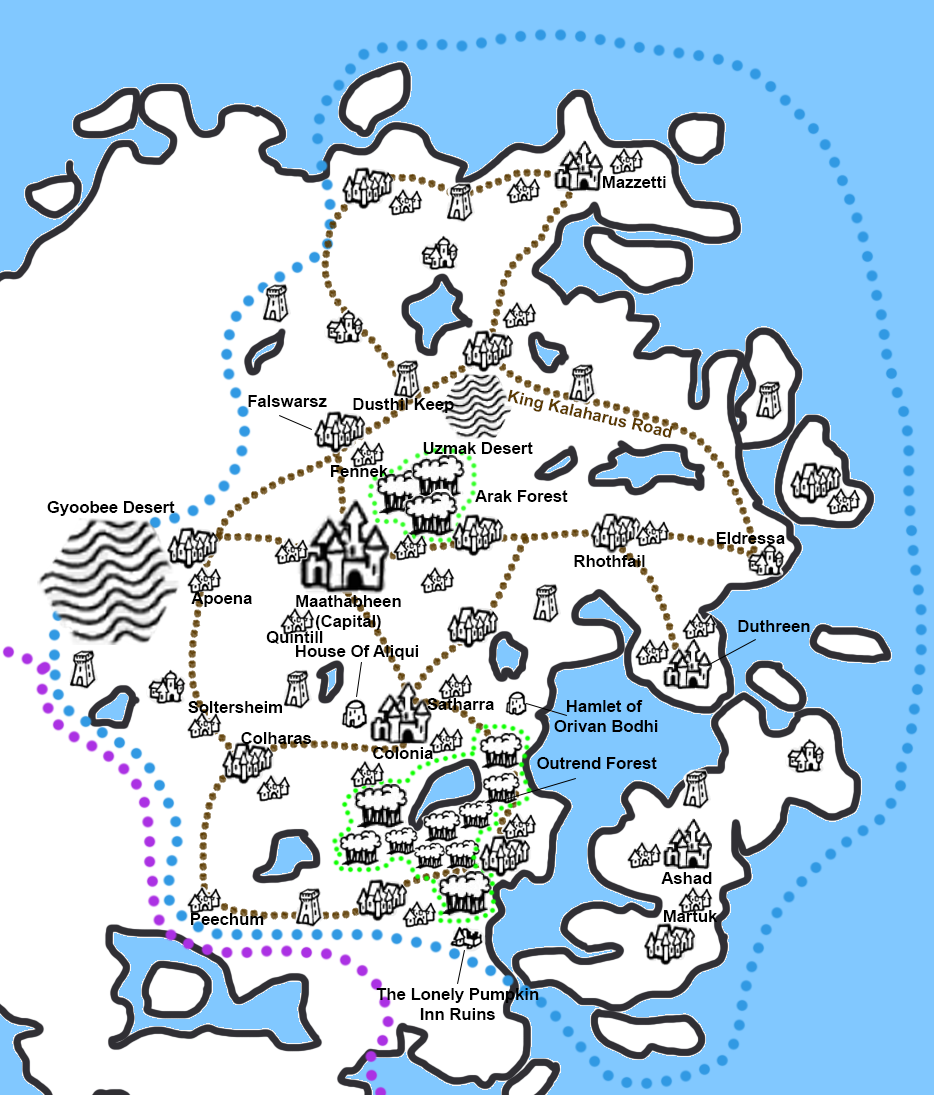 Mazzetti
Falswarsz
Dusthil Keep
King Kalaharus Road
Uzmak Desert
Fennek
Arak Forest
Gyoobee Desert
Eldressa
Rhothfail
Apoena
Maathabheen
(Capital)
Quintill
House Of Aliqui
Duthreen
Soltersheim
Satharra
Hamlet of
Orivan Bodhi
Colharas
Colonia
Outrend Forest
Ashad
Martuk
Peechum
The Lonely Pumpkin
Inn Ruins